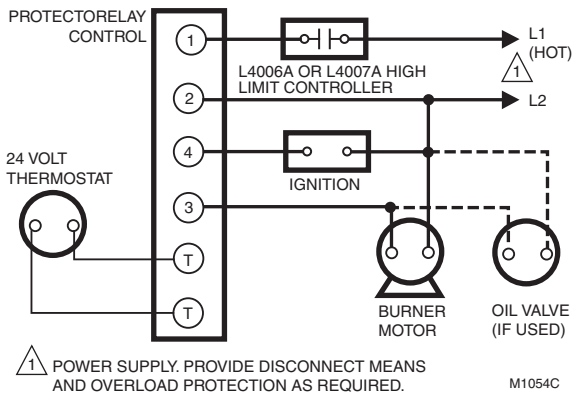 PROTECTORELAY
CONTROL
1
L1
(HOT)
1
L4006A OR L4007A HIGH
LIMIT CONTROLLER
2
L2
4
IGNITION
24 VOLT
THERMOSTAT
3
T
T
BURNER
MOTOR
OIL VALVE
(IF USED)
1 POWER SUPPLY. PROVIDE DISCONNECT MEANS
AND OVERLOAD PROTECTION AS REQUIRED.
M1054C